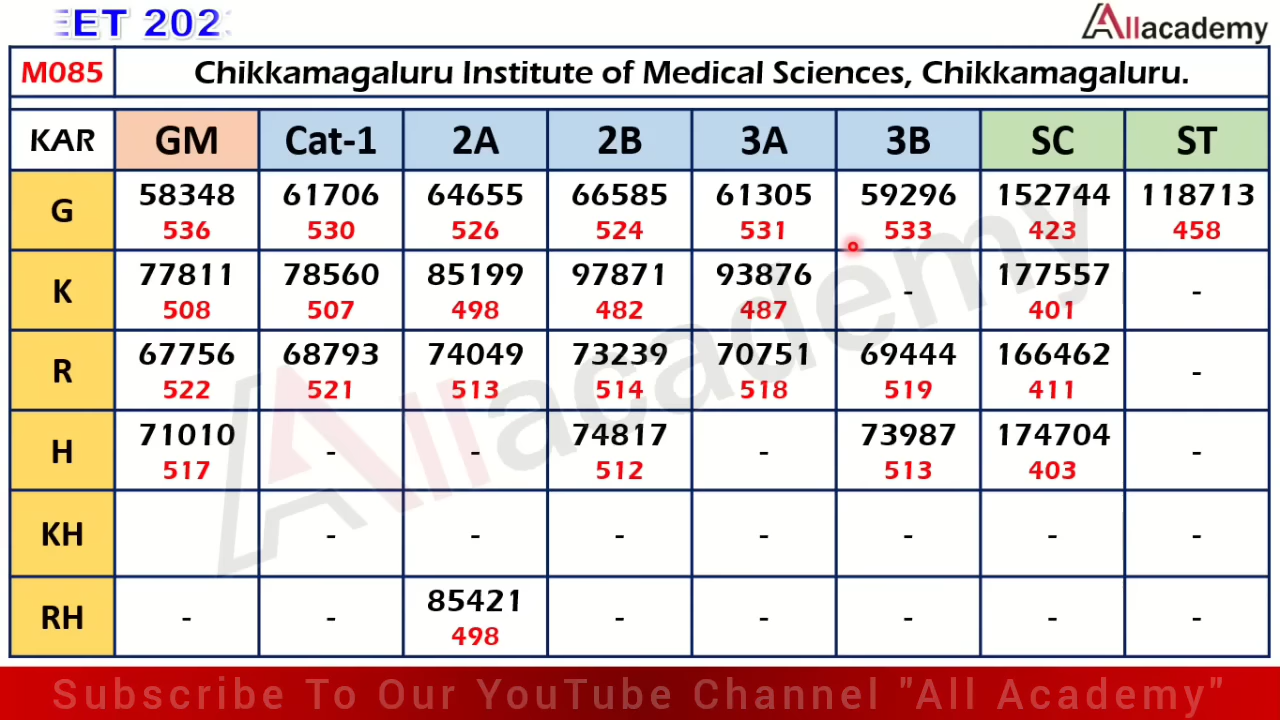 EET 202
Allacademy
M085 Chikkamagaluru Institute of Medical Sciences, Chikkamagaluru.
KAR GM Cat-1 2A 2B 3A 3B SC ST
G 58348 61706 64655 66585 61305 59296 152744 118713
536 530 526 524 531 533 423 458
K 77811 78560 85199 97871 93876 - 177557 -
508 507 498 482 487 401
R 67756 68793 74049 73239 70751 69444 166462 -
522 521 513 514 518 519 411
H 71010 - - 74817 - 73987 174704 -
517 512 513 403
KH - - - - - - -
RH - - 85421 - - - - -
498
Allacademy
Subscribe To Our YouTube Channel "All Academy"